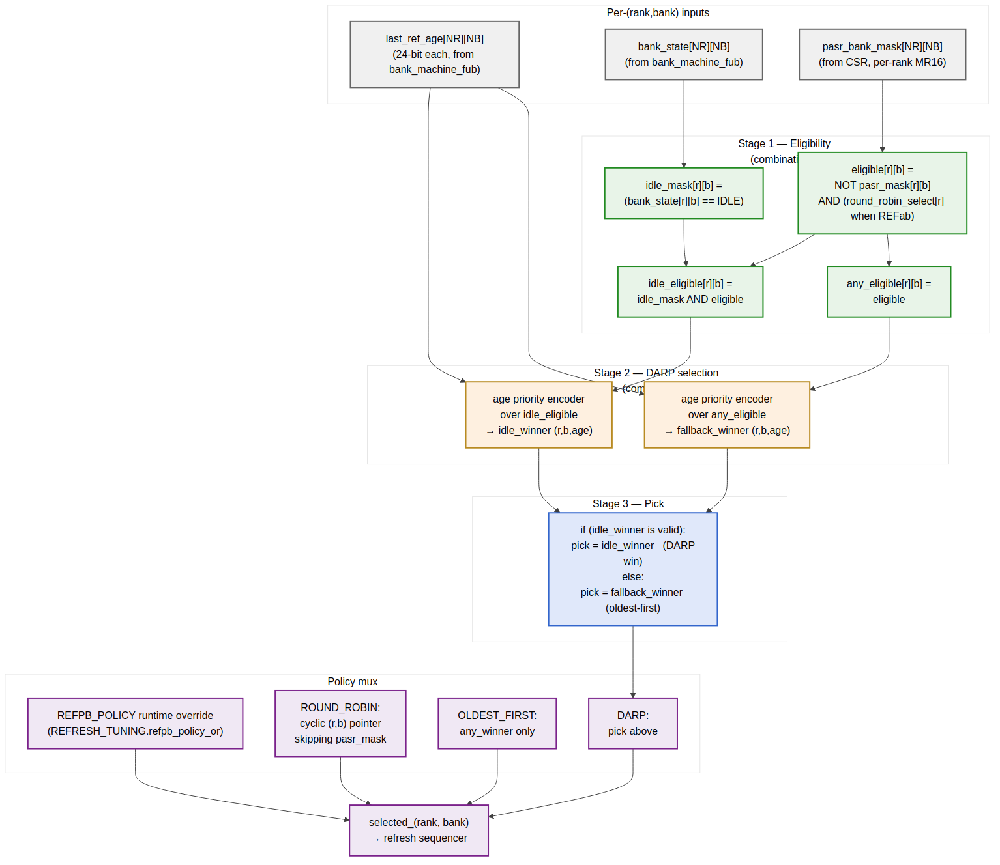 Per-(rank,bank) inputs
last_ref_age[NR][NB]
(24-bit each, from
bank_machine_fub)
bank_state[NR][NB]
(from bank_machine_fub)
pasr_bank_mask[NR][NB]
(from CSR, per-rank MR16)
Stage 1 — Eligibility
idle_mask[r][b] =
(bank_state[r][b] == IDLE)
eligible[r][b] =
NOT pasr_mask[r][b]
AND (round_robin_select[r]
when REFab)
idle_eligible[r][b] =
idle_mask AND eligible
any_eligible[r][b] =
eligible
Stage 2 — DARP selection
age priority encoder
over idle_eligible
→ idle_winner (r,b,age)
age priority encoder
over any_eligible
→ fallback_winner (r,b,age)
Stage 3 — Pick
if (idle_winner is valid):
pick = idle_winner (DARP
win)
else:
pick = fallback_winner
(oldest-first)
Policy mux
REFPB_POLICY runtime override
(REFRESH_TUNING.refpb_policy_or)
ROUND_ROBIN:
cyclic (r,b) pointer
skipping pasr_mask
OLDEST_FIRST:
any_winner only
DARP:
pick above
selected_(rank, bank)
→ refresh sequencer